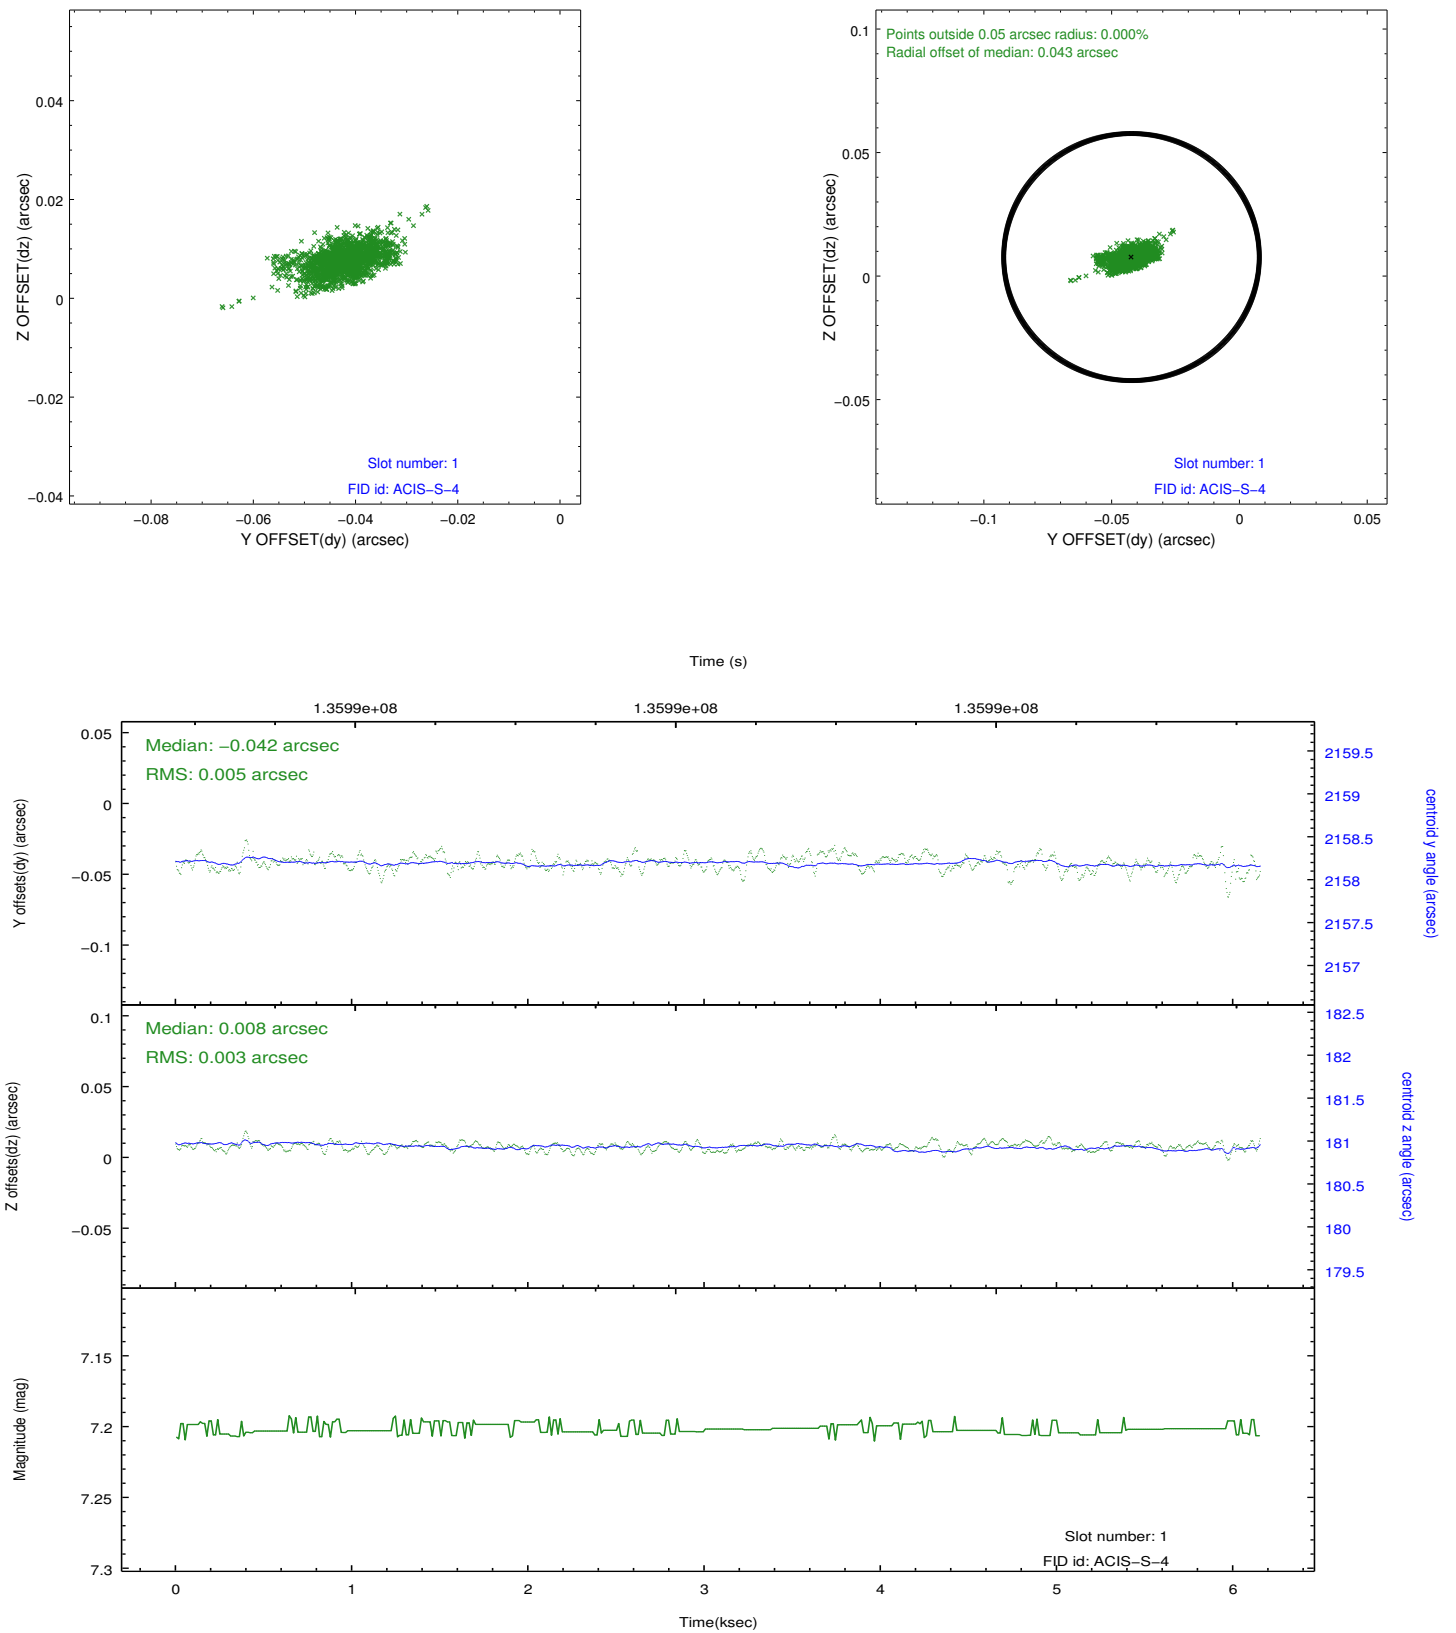 0.04
0.02
0
−0.02
−0.04
Z OFFSET(dz) (arcsec)
Slot number: 1
FID id: ACIS−S−4
−0.08
−0.06
−0.04
−0.02
0
Y OFFSET(dy) (arcsec)
Points outside 0.05 arcsec radius: 0.000%
Radial offset of median: 0.043 arcsec
0.1
0.05
0
−0.05
Z OFFSET(dz) (arcsec)
Slot number: 1
FID id: ACIS−S−4
−0.1
−0.05
0
0.05
Y OFFSET(dy) (arcsec)
Time (s)
1.3599e+08
1.3599e+08
1.3599e+08
Median: −0.042 arcsec
RMS: 0.005 arcsec
0.05
0
−0.05
−0.1
Y offsets(dy) (arcsec)
2159.5
2159
2158.5
2158
2157.5
2157
centroid y angle (arcsec)
Median: 0.008 arcsec
RMS: 0.003 arcsec
0.1
0.05
0
−0.05
Z offsets(dz) (arcsec)
182.5
182
181.5
181
180.5
180
179.5
centroid z angle (arcsec)
7.15
7.2
7.25
7.3
Magnitude (mag)
Slot number: 1
FID id: ACIS−S−4
0
1
2
3
4
5
6
Time(ksec)